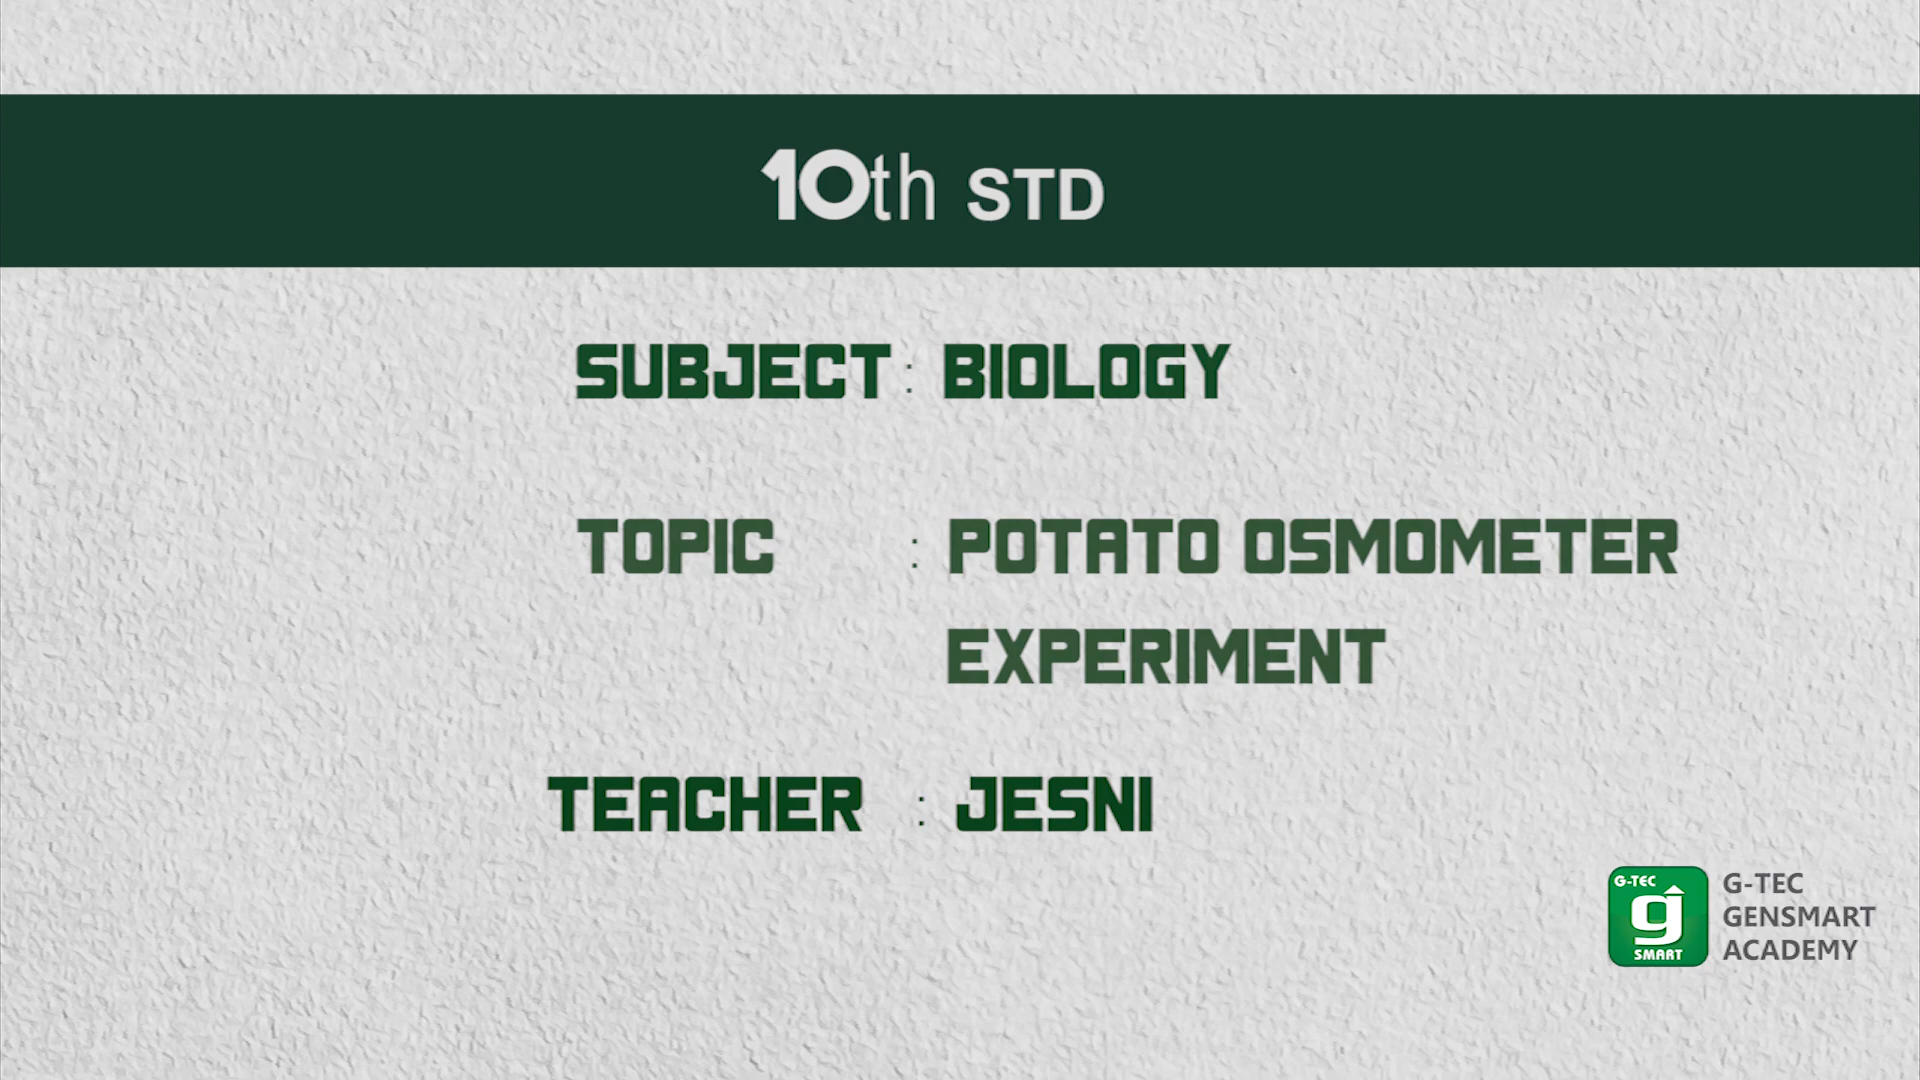 10th STD
SUBJECT : BIOLOGY
TOPIC : POTATO OSMOMETER
EXPERIMENT
TEACHER : JESNI
G-TEC
g
SMART
G-TEC
GENSMART
ACADEMY